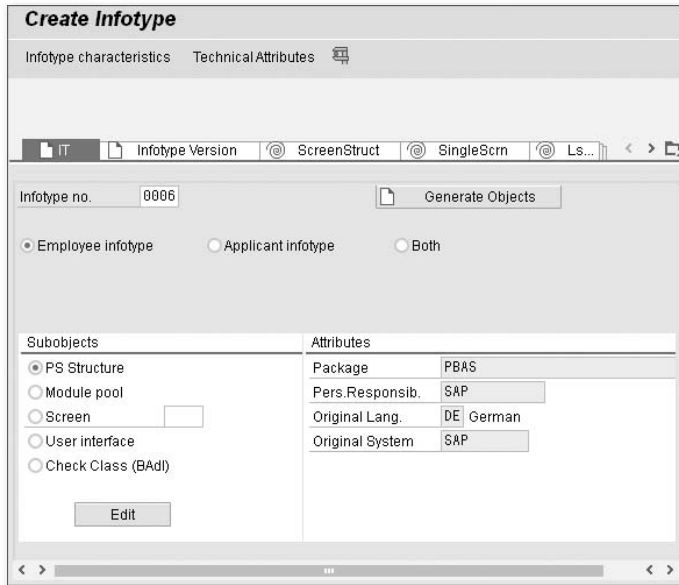 Create Infotype
Infotype characteristics Technical Attributes
IT Infotype Version ScreenStruct SingleScrn Ls...
Infotype no. 0006 Generate Objects
Employee infotype Applicant infotype Both
Subobjects Attributes
PS Structure Package PBAS
Module pool Pers.Responsib. SAP
Screen Original Lang. DE German
User interface Original System SAP
Check Class (BAdI)
Edit